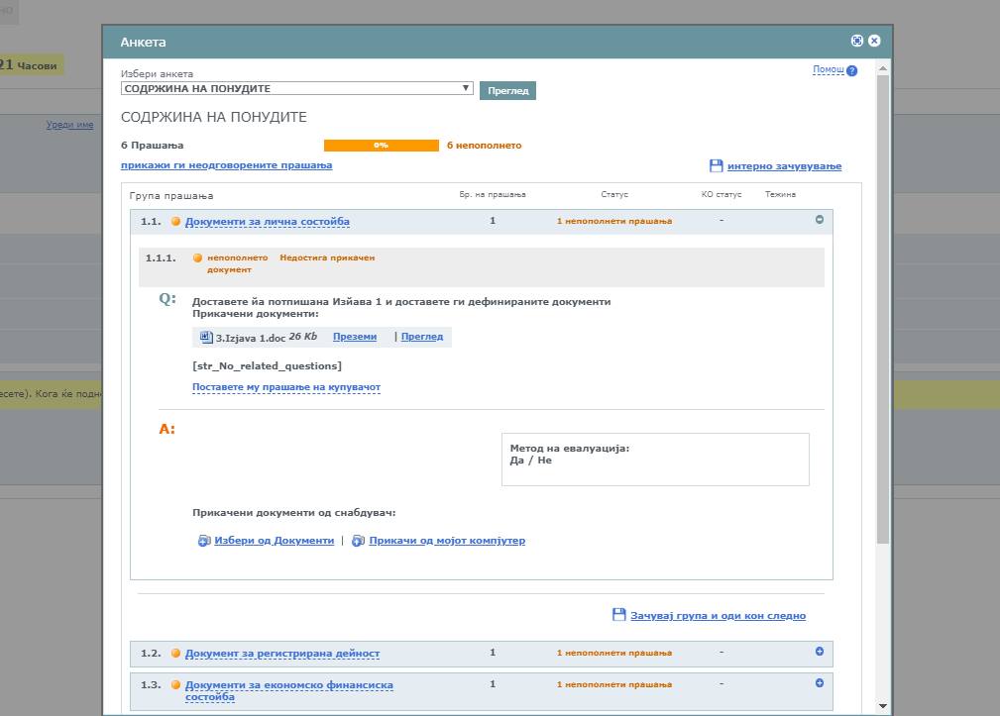 но
Анкета
21 Часови
Избери анкета
Помош
СОДРЖИНА НА ПОНУДИТЕ
Преглед
СОДРЖИНА НА ПОНУДИТЕ
Уреди име
6 Прашања 0% 6 непополнето
прикажи ги неодговорените прашања интерно зачувување
Група прашања Бр. на прашања Статус КО статус Тежина
1.1. Документи за лична состојба 1 1 непополнети прашања -
1.1.1. непополнето документ Недостига прикачен
Q: Доставете йа потпишана Изйава 1 и доставете ги дефинираните документи
Прикачени документи:
3.Izjava 1.doc 26 Kb Преземи | Преглед
[str_No_related_questions]
Поставете му прашање на купувачот
есете). Кога ќе подне
A:
Метод на евалуација:
Да / Не
Прикачени документи од снабдувач:
Избери од Документи | Прикачи од мојот компјутер
Зачувај група и оди кон следно
1.2. Документ за регистрирана дейност 1 1 непополнети прашања -
1.3. Документи за економско финансиска 1 1 непополнети прашања -
состојба